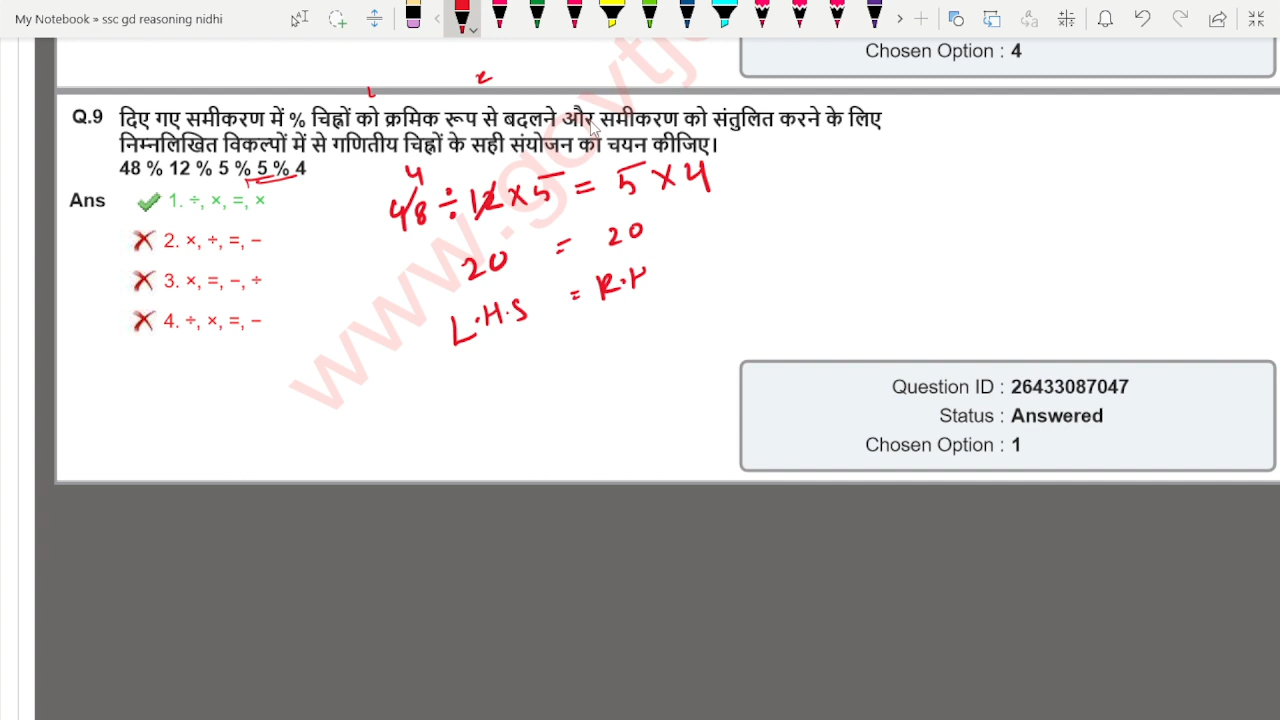 My Notebook » ssc gd reasoning nidhi
Chosen Option : 4
Q.9 दिए गए समीकरण में % चिह्नों को क्रमिक रूप से बदलने और समीकरण को संतुलित करने के लिए
निम्नलिखित विकल्पों में से गणितीय चिह्नों के सही संयोजन का चयन कीजिए।
48 % 12 % 5 % 5 % 4
Ans 1. ÷, ×, =, ×
2. ×, ÷, =, −
3. ×, =, −, ÷
4. ÷, ×, =, −
4
48 ÷ 12 × 5 = 5 × 4
20 = 20
L.H.S = R.H
www.govtj
Question ID : 26433087047
Status : Answered
Chosen Option : 1